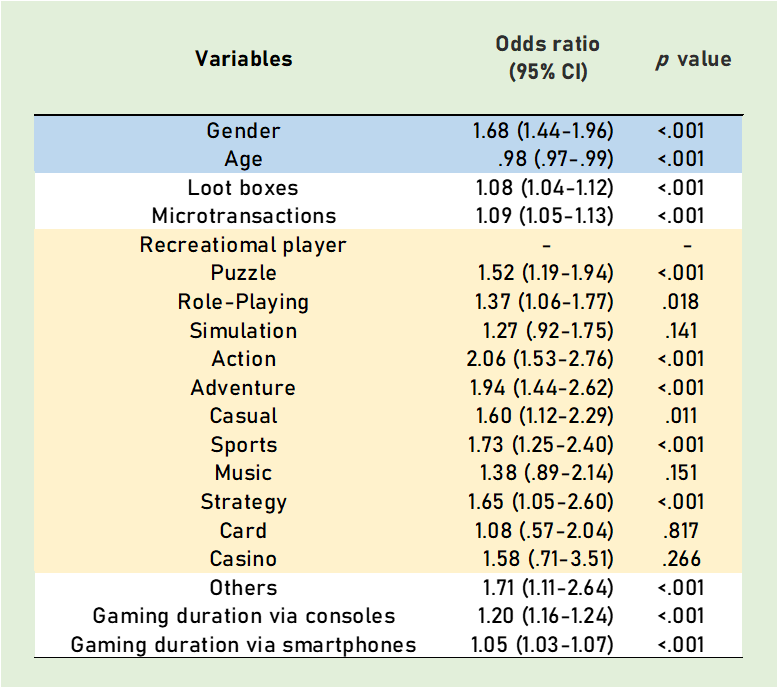 Variables Odds ratio (95% CI) p value
Gender 1.68 (1.44-1.96) <.001
Age .98 (.97-.99) <.001
Loot boxes 1.08 (1.04-1.12) <.001
Microtransactions 1.09 (1.05-1.13) <.001
Recreatiomal player - -
Puzzle 1.52 (1.19-1.94) <.001
Role-Playing 1.37 (1.06-1.77) .018
Simulation 1.27 (.92-1.75) .141
Action 2.06 (1.53-2.76) <.001
Adventure 1.94 (1.44-2.62) <.001
Casual 1.60 (1.12-2.29) .011
Sports 1.73 (1.25-2.40) <.001
Music 1.38 (.89-2.14) .151
Strategy 1.65 (1.05-2.60) <.001
Card 1.08 (.57-2.04) .817
Casino 1.58 (.71-3.51) .266
Others 1.71 (1.11-2.64) <.001
Gaming duration via consoles 1.20 (1.16-1.24) <.001
Gaming duration via smartphones 1.05 (1.03-1.07) <.001